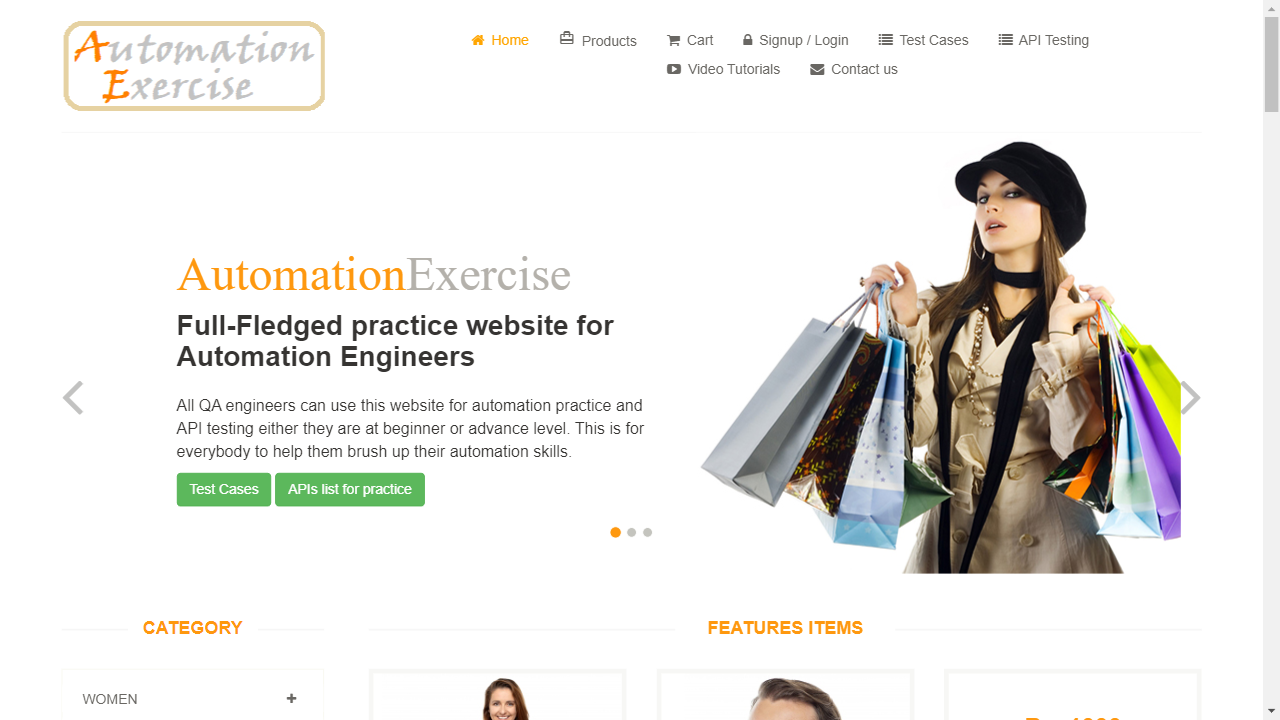 Automation
Exercise
Home
Products
Cart
Signup / Login
Test Cases
API Testing
Video Tutorials
Contact us
AutomationExercise
Full-Fledged practice website for
Automation Engineers
All QA engineers can use this website for automation practice and
API testing either they are at beginner or advance level. This is for
everybody to help them brush up their automation skills.
Test Cases
APIs list for practice
CATEGORY
FEATURES ITEMS
WOMEN